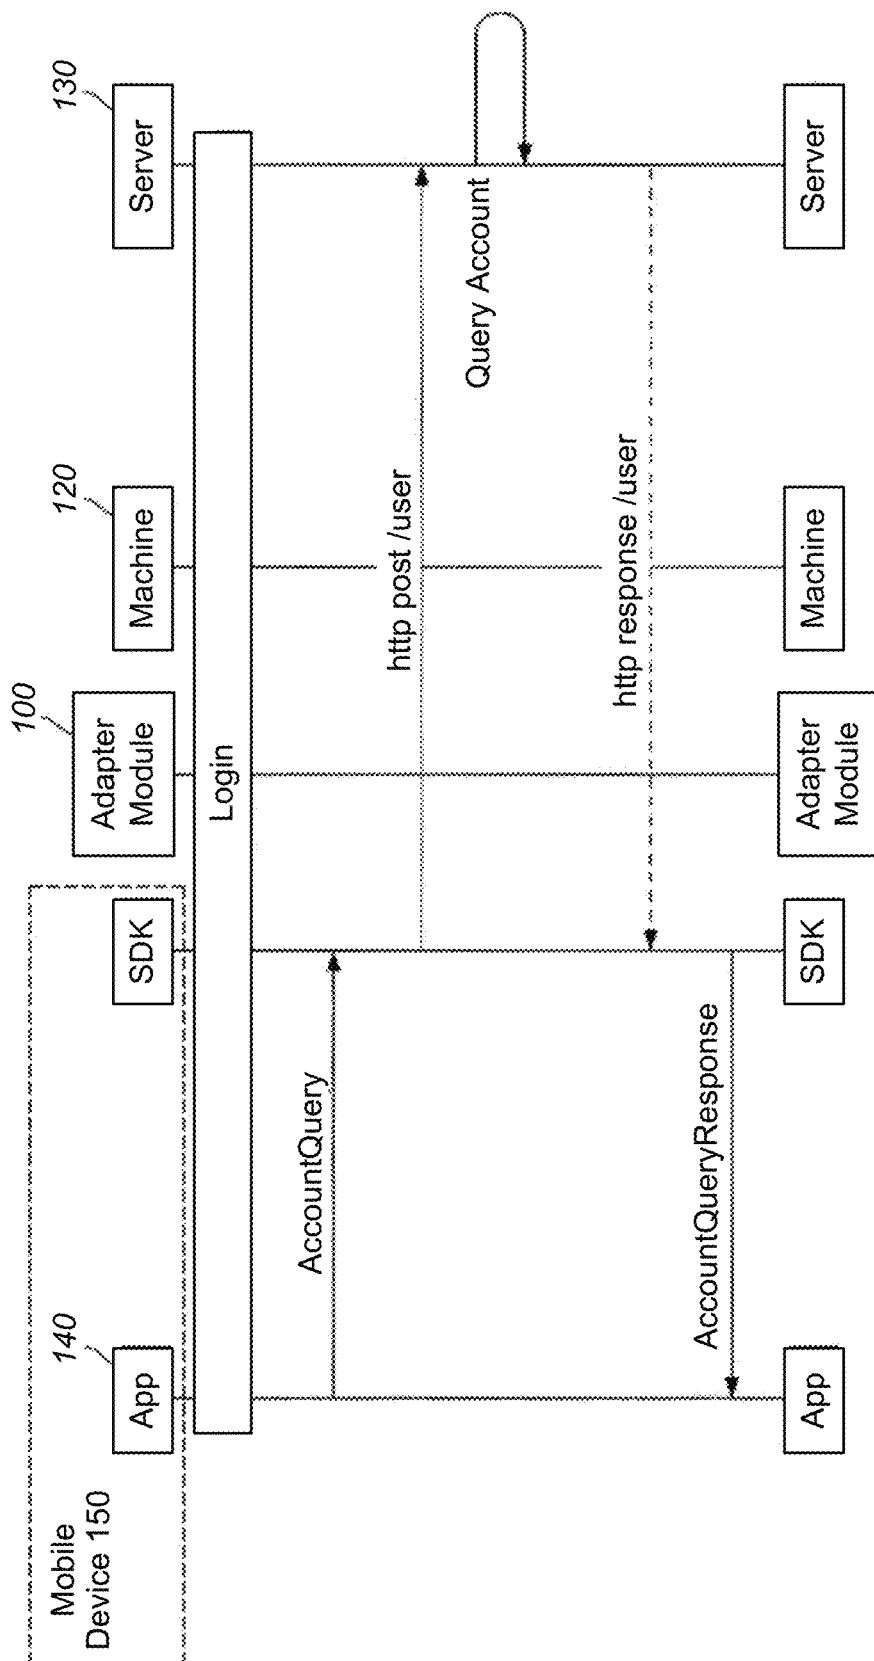 Mobile
Device 150
140
App
SDK
100
Adapter
Module
120
Machine
130
Server
Login
AccountQuery
http post /user
Query Account
http response /user
AccountQueryResponse
App
SDK
Adapter
Module
Machine
Server